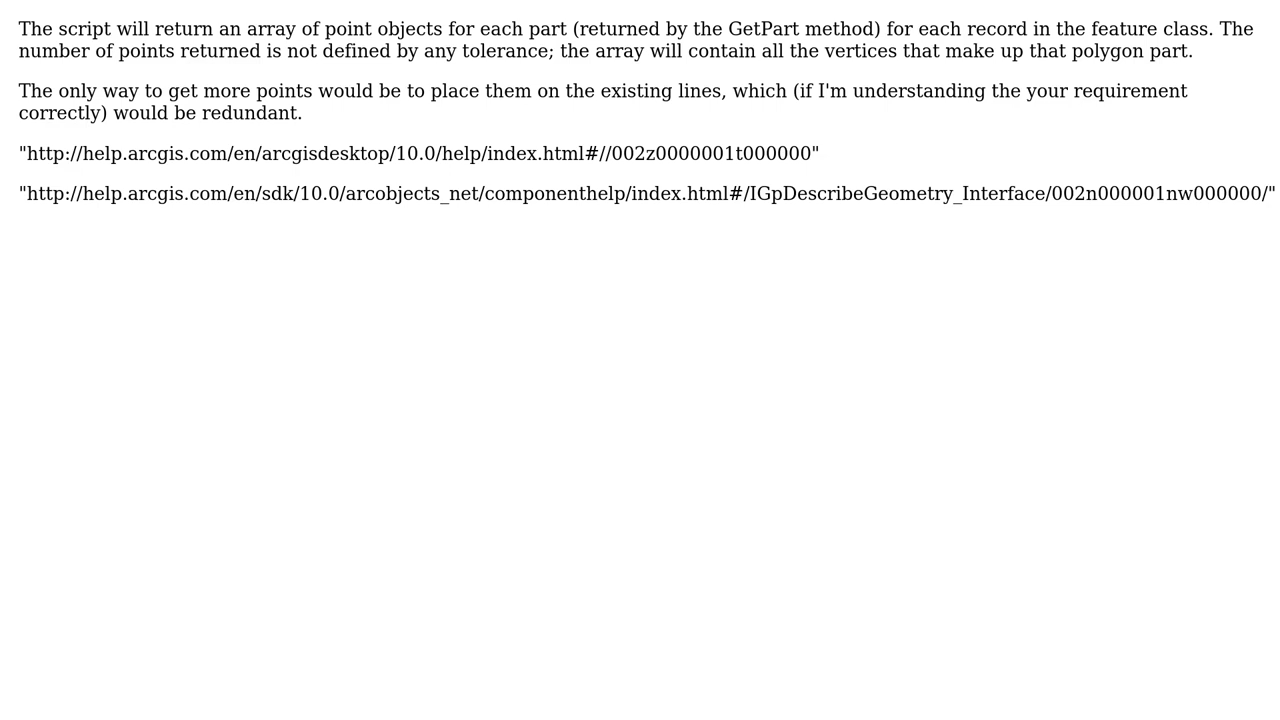 The script will return an array of point objects for each part (returned by the GetPart method) for each record in the feature class. The
number of points returned is not defined by any tolerance; the array will contain all the vertices that make up that polygon part.
The only way to get more points would be to place them on the existing lines, which (if I'm understanding the your requirement
correctly) would be redundant.
"http://help.arcgis.com/en/arcgisdesktop/10.0/help/index.html#//002z0000001t000000"
"http://help.arcgis.com/en/sdk/10.0/arcobjects_net/componenthelp/index.html#/IGpDescribeGeometry_Interface/002n000001nw000000/"